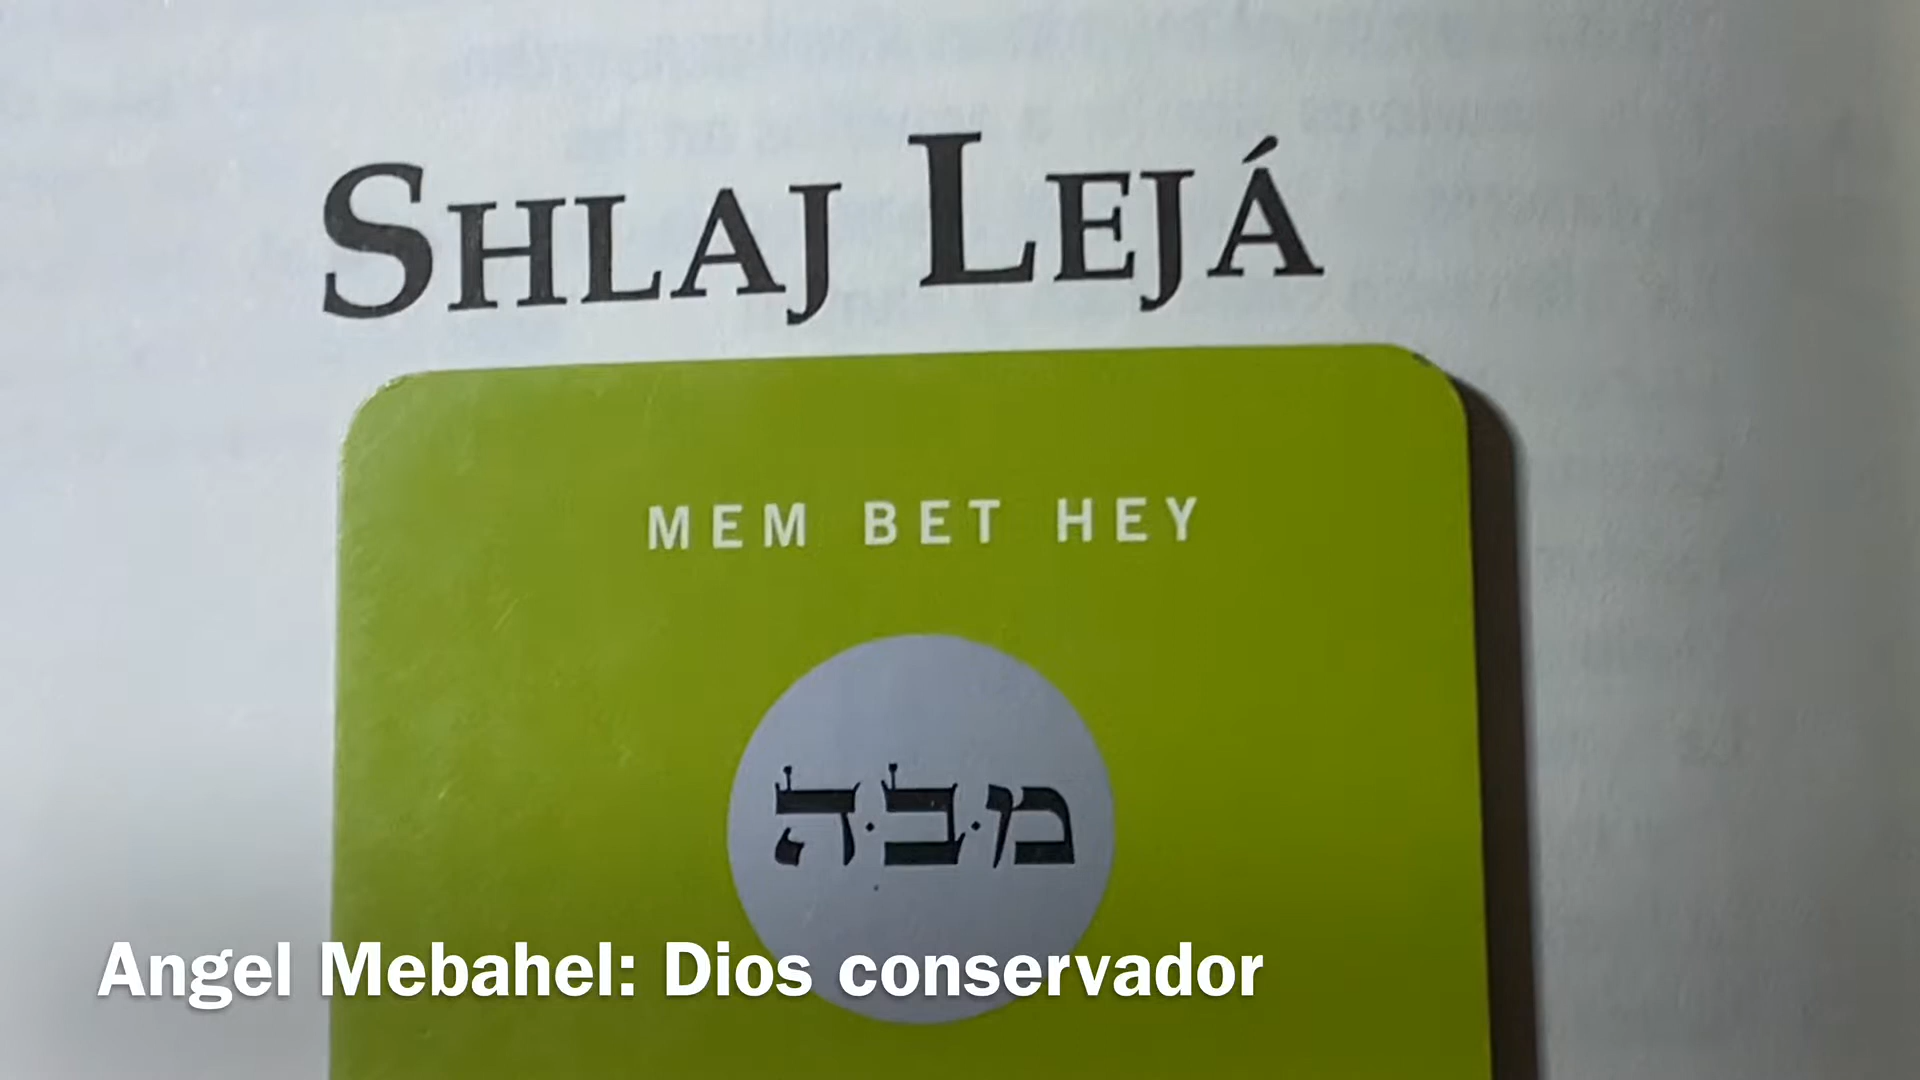 SHLAJ LEJÁ
MEM BET HEY
מ·ב·ה
Angel Mebahel: Dios conservador